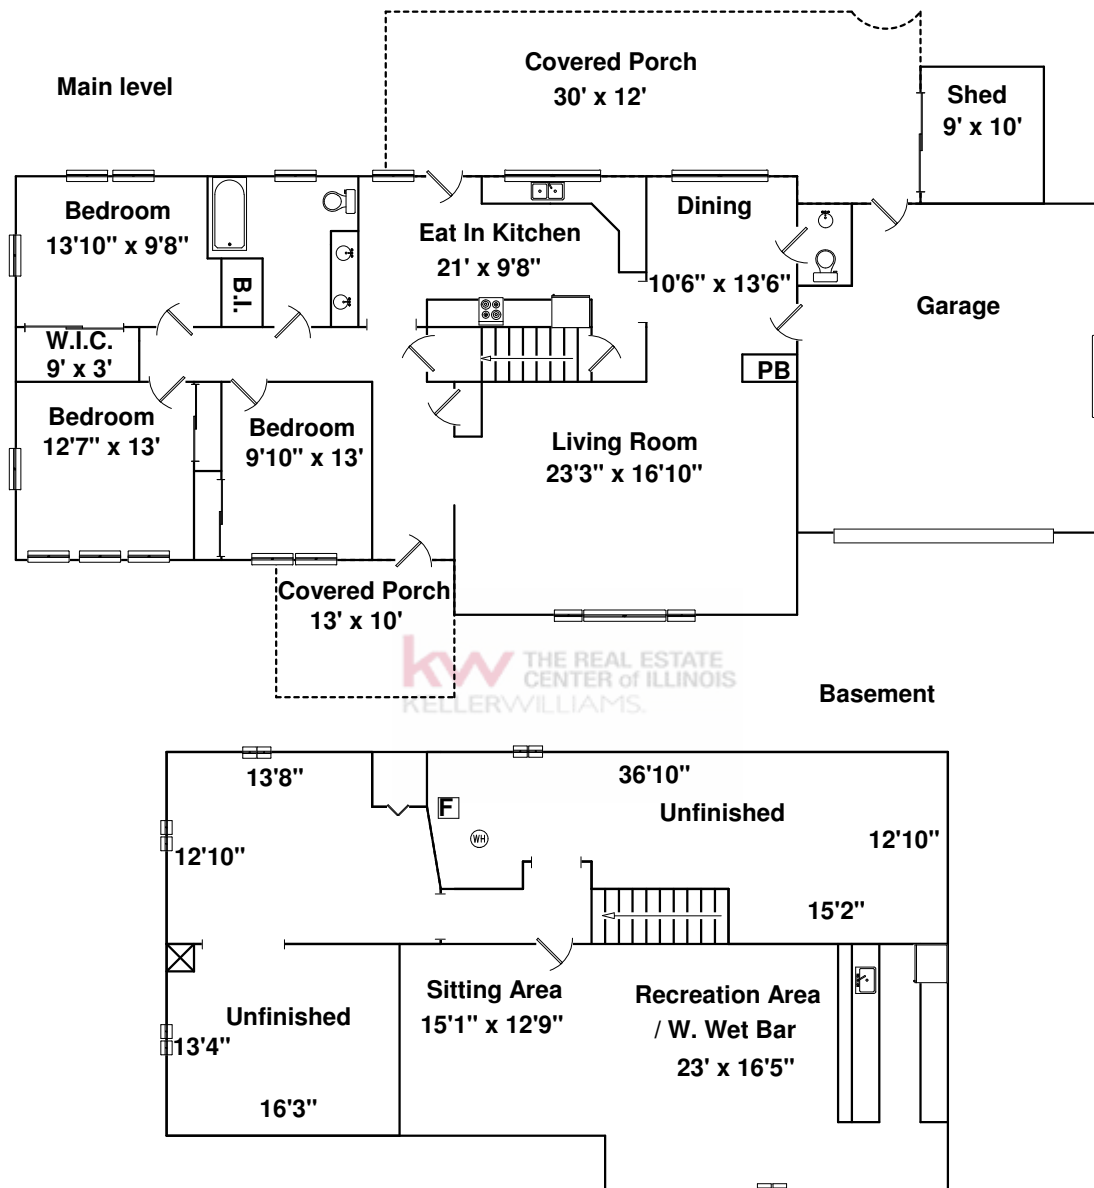 Main level
Covered Porch
30' x 12'
Shed
9' x 10'
Bedroom
13'10" x 9'8"
B.I.
Eat In Kitchen
21' x 9'8"
Dining
10'6" x 13'6"
Garage
W.I.C.
9' x 3'
PB
Bedroom
12'7" x 13'
Bedroom
9'10" x 13'
Living Room
23'3" x 16'10"
Covered Porch
13' x 10'
kw THE REAL ESTATE
CENTER of ILLINOIS
KELLERWILLIAMS.
Basement
13'8"
36'10"
F
Unfinished
WH
12'10"
12'10"
15'2"
Sitting Area
15'1" x 12'9"
Recreation Area
/ W. Wet Bar
23' x 16'5"
Unfinished
13'4"
16'3"